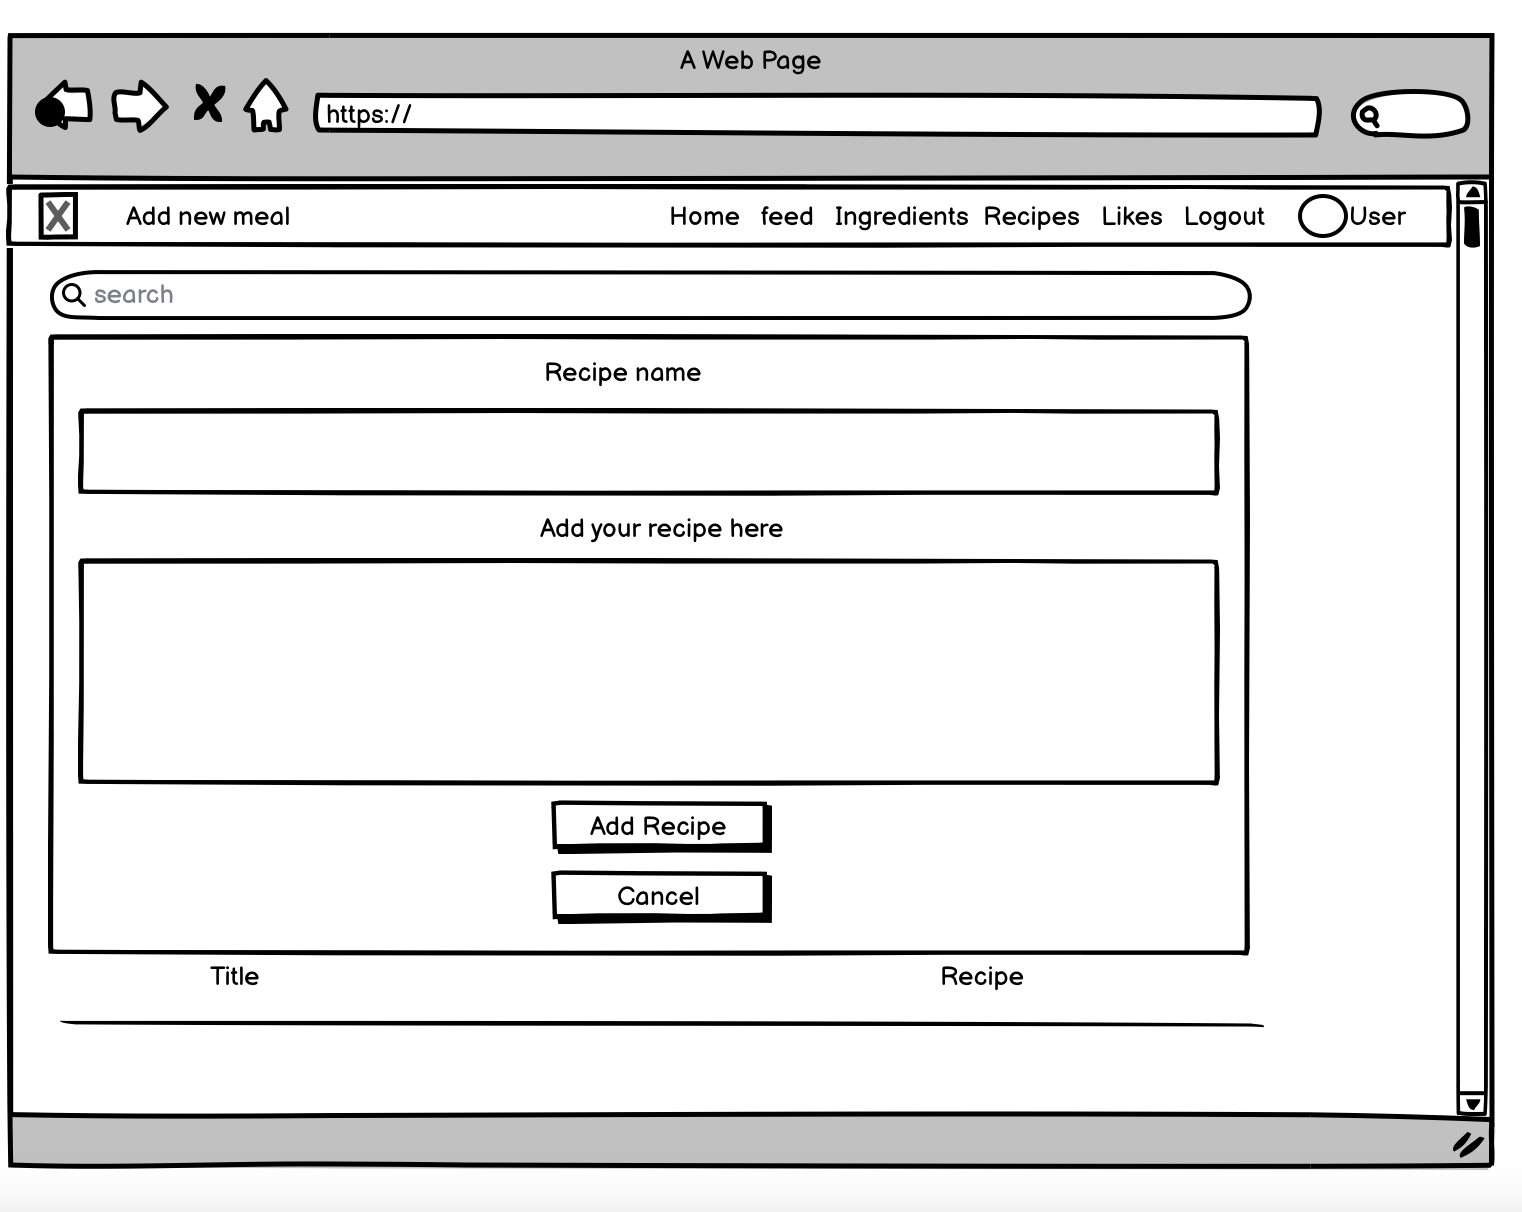 A Web Page
https://
Add new meal Home feed Ingredients Recipes Likes Logout User
search
Recipe name
Add your recipe here
Add Recipe
Cancel
Title Recipe